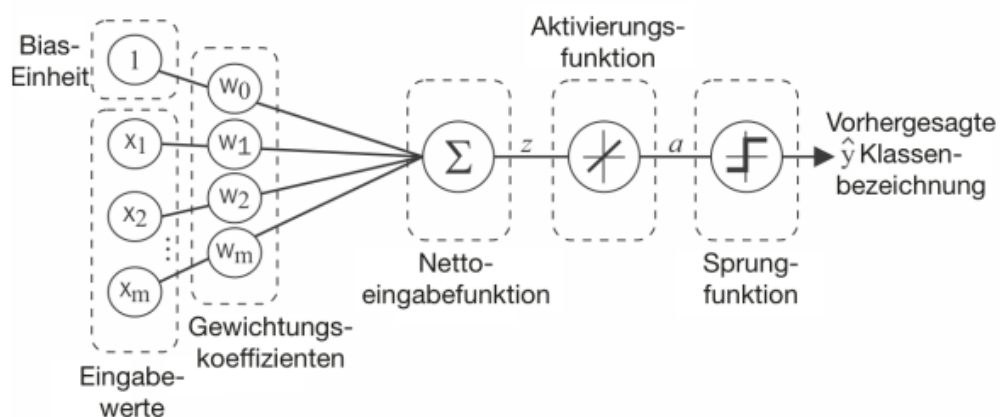 Bias-
Einheit
1
x1
x2
⋮
xm
Eingabe-
werte
w0
w1
w2
wm
Gewichtungs-
koeffizienten
Σ
Netto-
eingabefunktion
z
Aktivierungs-
funktion
a
Sprung-
funktion
Vorhergesagte
ŷ Klassen-
bezeichnung